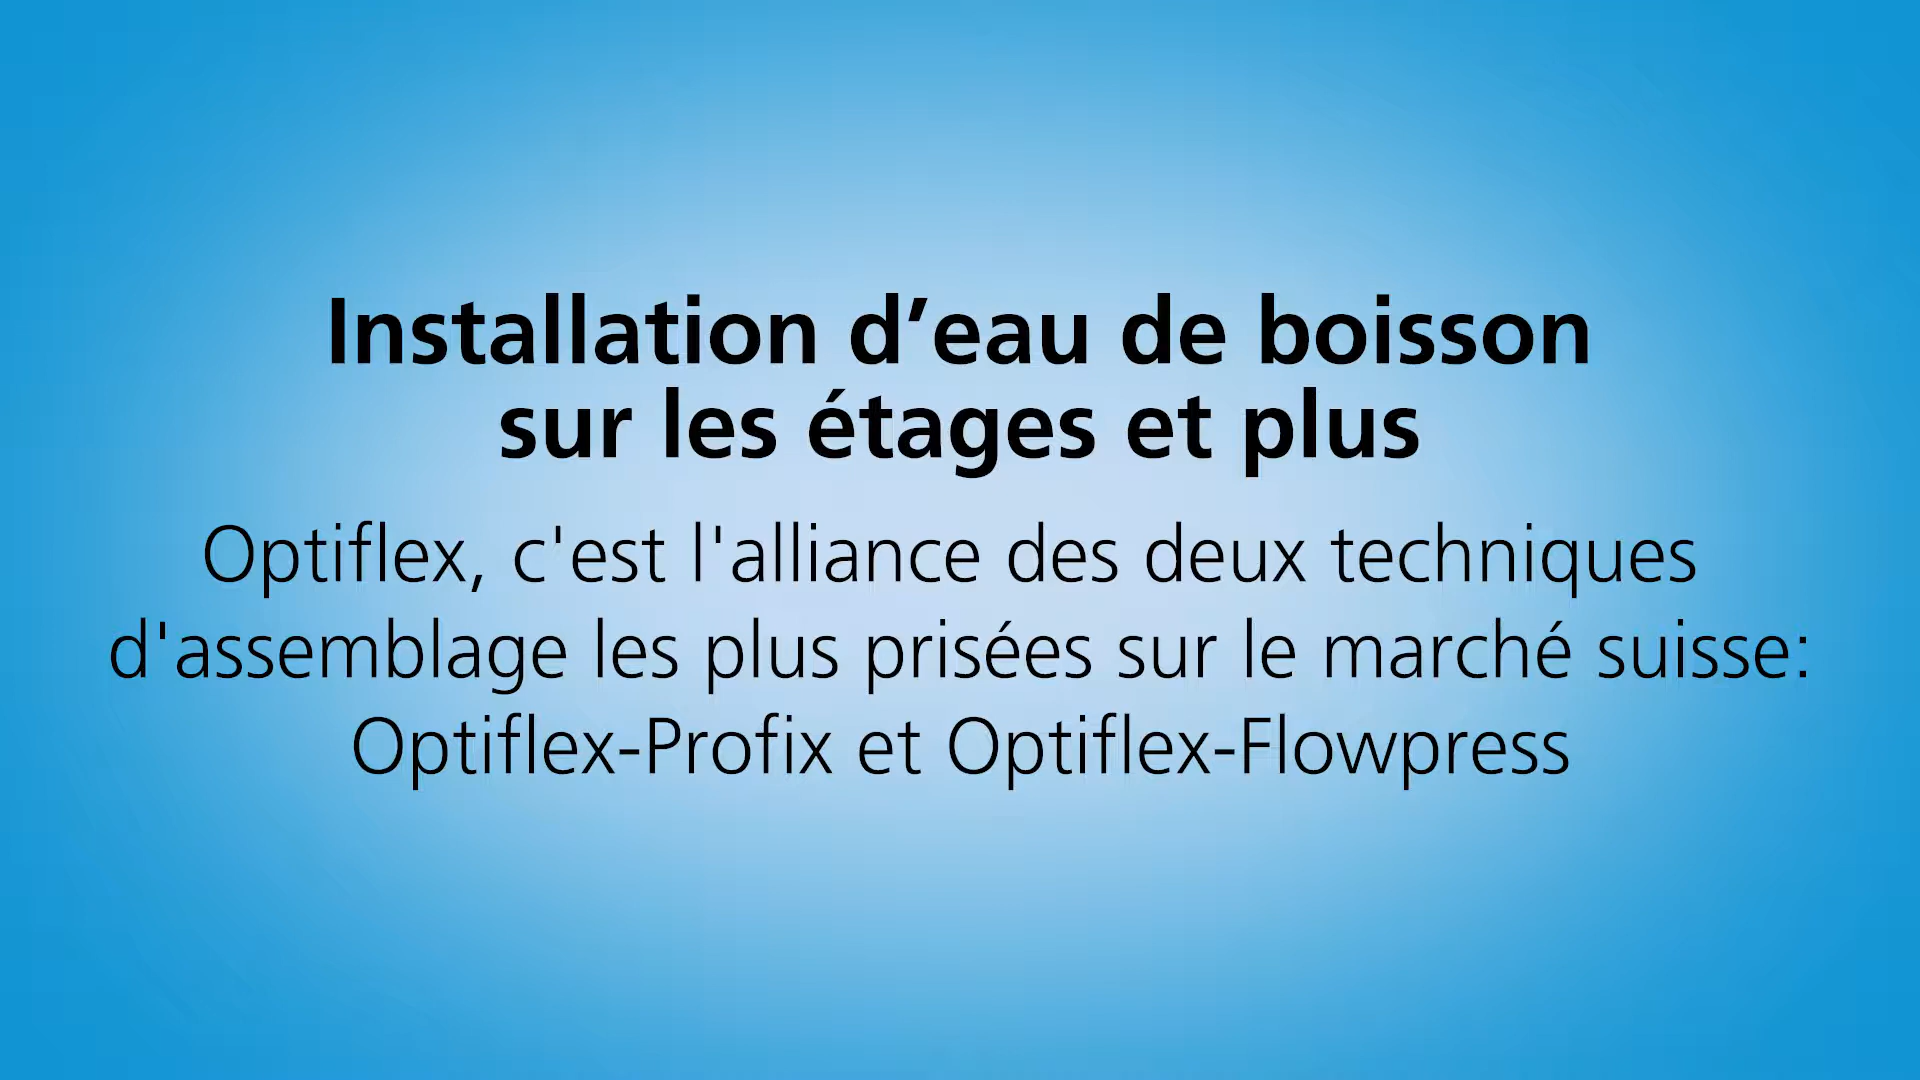 Installation d’eau de boisson
sur les étages et plus
Optiflex, c'est l'alliance des deux techniques
d'assemblage les plus prisées sur le marché suisse:
Optiflex-Profix et Optiflex-Flowpress